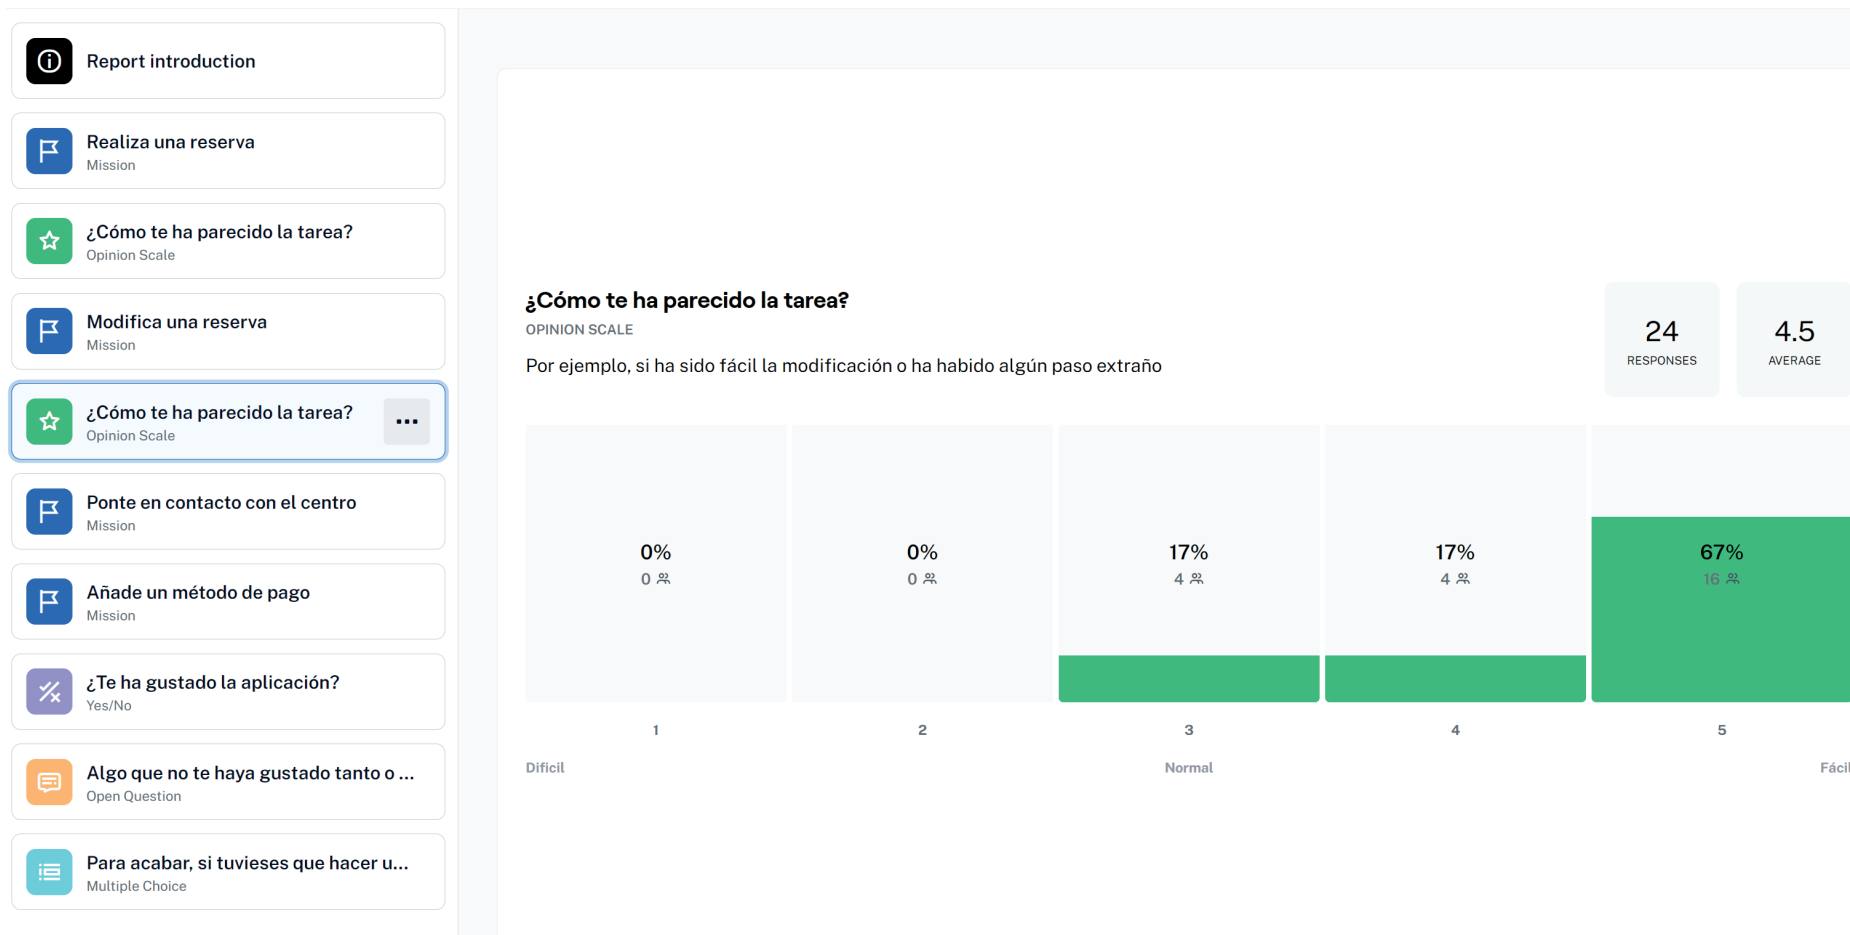 Report introduction
Realiza una reserva
Mission
¿Cómo te ha parecido la tarea?
Opinion Scale
Modifica una reserva
Mission
¿Cómo te ha parecido la tarea?
Opinion Scale
Ponte en contacto con el centro
Mission
Añade un método de pago
Mission
¿Te ha gustado la aplicación?
Yes/No
Algo que no te haya gustado tanto o ...
Open Question
Para acabar, si tuvieses que hacer u...
Multiple Choice
¿Cómo te ha parecido la tarea?
OPINION SCALE
Por ejemplo, si ha sido fácil la modificación o ha habido algún paso extraño
24
RESPONSES
4.5
AVERAGE
0%
0
0%
0
17%
4
17%
4
67%
16
1
2
3
4
5
Dificil
Normal
Fácil